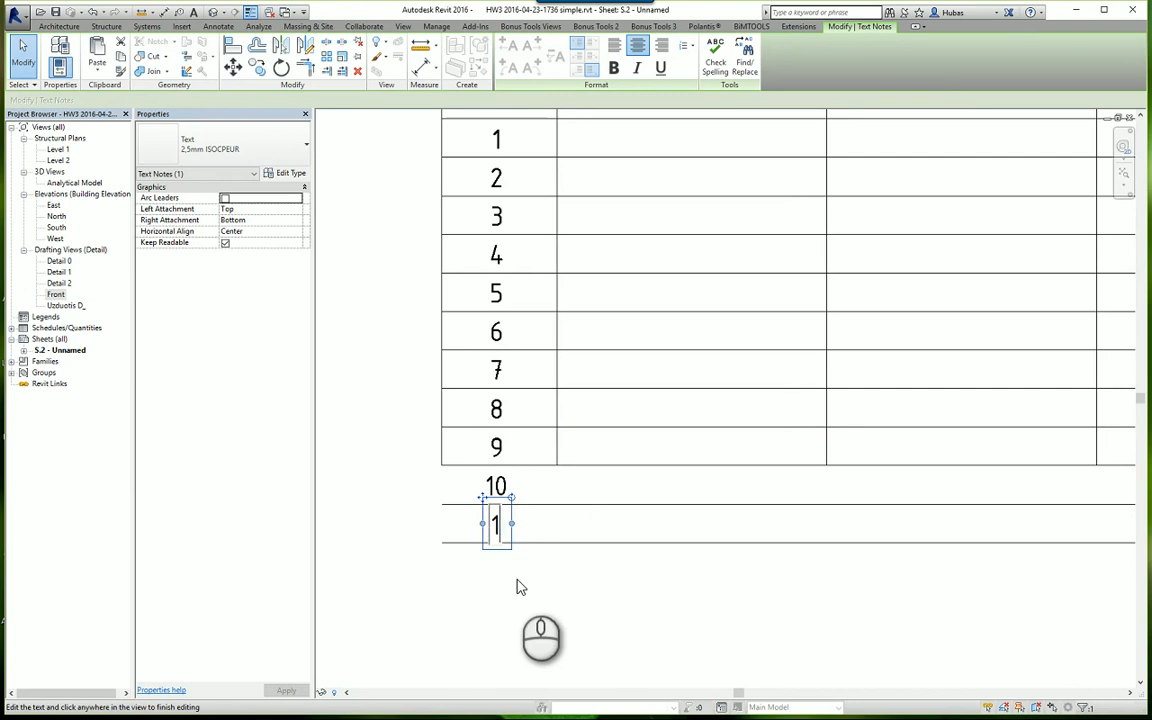 Autodesk Revit 2016 - HW3 2016-04-23-1736 simple.rvt - Sheet: S.2 - Unnamed
Type a keyword or phrase
Hubas
Architecture Structure Systems Insert Annotate Analyze Massing & Site Collaborate View Manage Add-Ins Bonus Tools Views Bonus Tools 2 Bonus Tools 3 Polantis® BiMTOOLS Extensions Modify | Text Notes
Modify
Paste
Notch
Cut
Join
Check Spelling
Find/ Replace
Select Properties Clipboard Geometry Modify View Measure Create Format Tools
Modify | Text Notes
Project Browser - HW3 2016-04-2...
Views (all)
Structural Plans
Level 1
Level 2
3D Views
Analytical Model
Elevations (Building Elevation
East
North
South
West
Drafting Views (Detail)
Detail 0
Detail 1
Detail 2
Front
Uzduotis D_
Legends
Schedules/Quantities
Sheets (all)
S.2 - Unnamed
Families
Groups
Revit Links
Properties
Text
2,5mm ISOCPEUR
Text Notes (1)
Edit Type
Graphics
Arc Leaders
Left Attachment Top
Right Attachment Bottom
Horizontal Align Center
Keep Readable
Properties help
Apply
1
2
3
4
5
6
7
8
9
10
1
Edit the text and click anywhere in the view to finish editing
:0
Main Model
:1